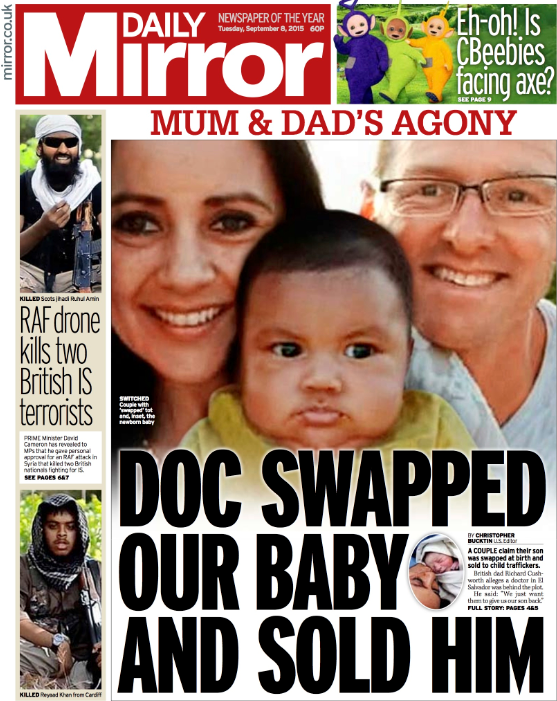 mirror.co.uk
DAILY
Mirror
NEWSPAPER OF THE YEAR
Tuesday, September 8, 2015 60P
Eh-oh! Is
CBeebies
facing axe?
SEE PAGE 9
MUM & DAD'S AGONY
KILLED Scots jihadi Ruhul Amin
RAF drone
kills two
British IS
terrorists
PRIME Minister David
Cameron has revealed to
MPs that he gave personal
approval for an RAF attack in
Syria that killed two British
nationals fighting for IS.
SEE PAGES 6&7
KILLED Reyaad Khan from Cardiff
SWITCHED
Couple with
'swapped' tot
and, inset, the
newborn baby
DOC SWAPPED
OUR BABY
AND SOLD HIM
BY CHRISTOPHER
BUCKTIN U.S. Editor
A COUPLE claim their son
was swapped at birth and
sold to child traffickers.
British dad Richard Cush-
worth alleges a doctor in El
Salvador was behind the plot.
He said: "We just want
them to give us our son back."
FULL STORY: PAGES 4&5